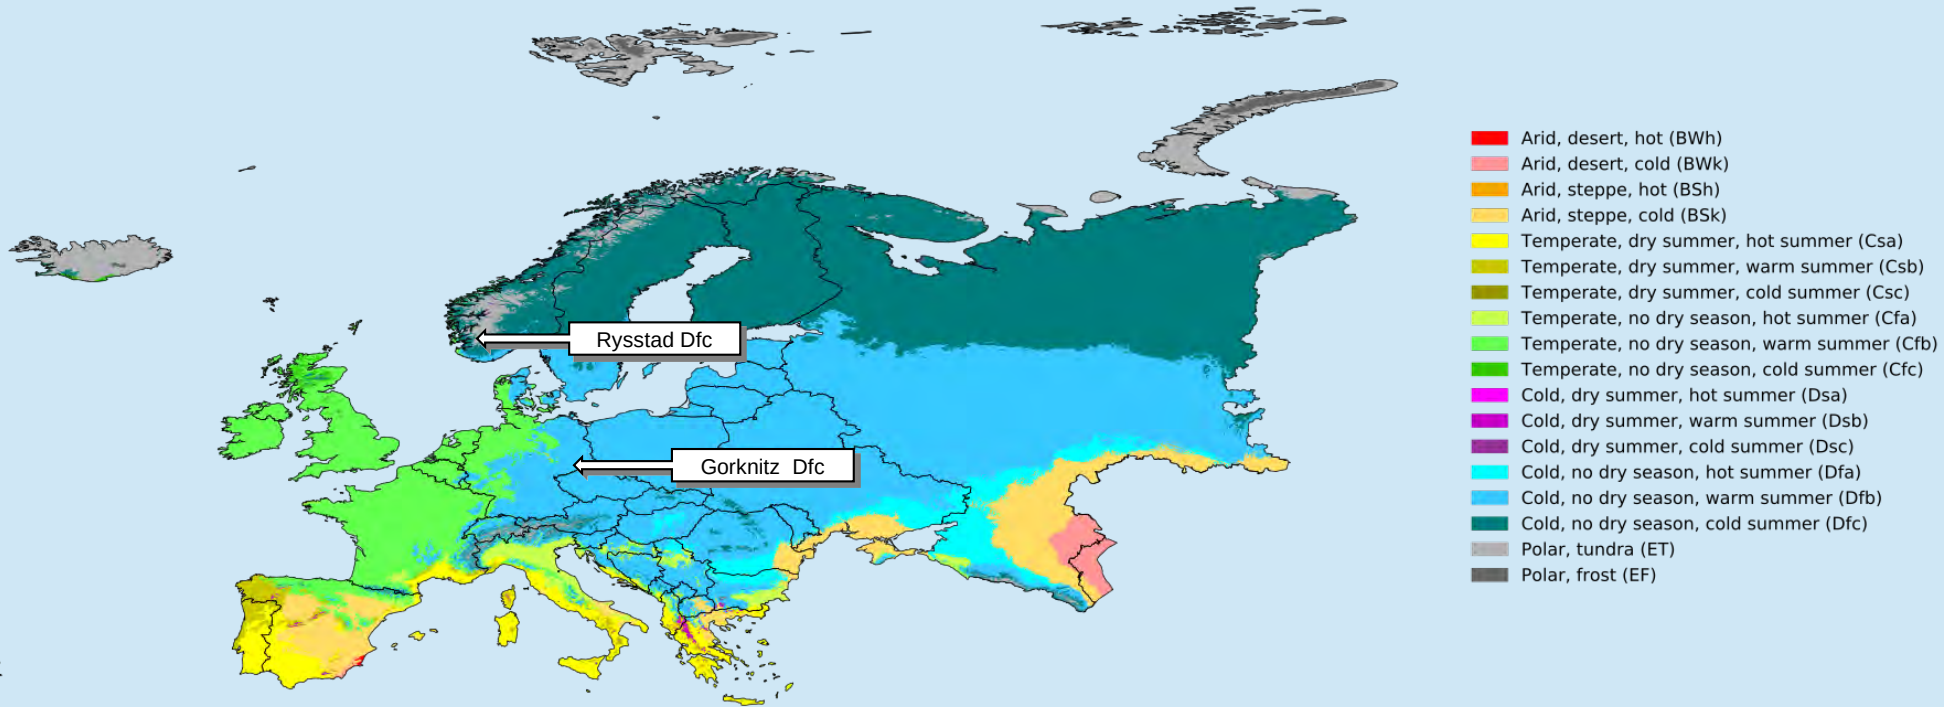 Arid, desert, hot (BWh)
Arid, desert, cold (BWk)
Arid, steppe, hot (BSh)
Arid, steppe, cold (BSk)
Temperate, dry summer, hot summer (Csa)
Temperate, dry summer, warm summer (Csb)
Temperate, dry summer, cold summer (Csc)
Temperate, no dry season, hot summer (Cfa)
Temperate, no dry season, warm summer (Cfb)
Temperate, no dry season, cold summer (Cfc)
Cold, dry summer, hot summer (Dsa)
Cold, dry summer, warm summer (Dsb)
Cold, dry summer, cold summer (Dsc)
Cold, no dry season, hot summer (Dfa)
Cold, no dry season, warm summer (Dfb)
Cold, no dry season, cold summer (Dfc)
Polar, tundra (ET)
Polar, frost (EF)
Rysstad Dfc
Gorknitz Dfc